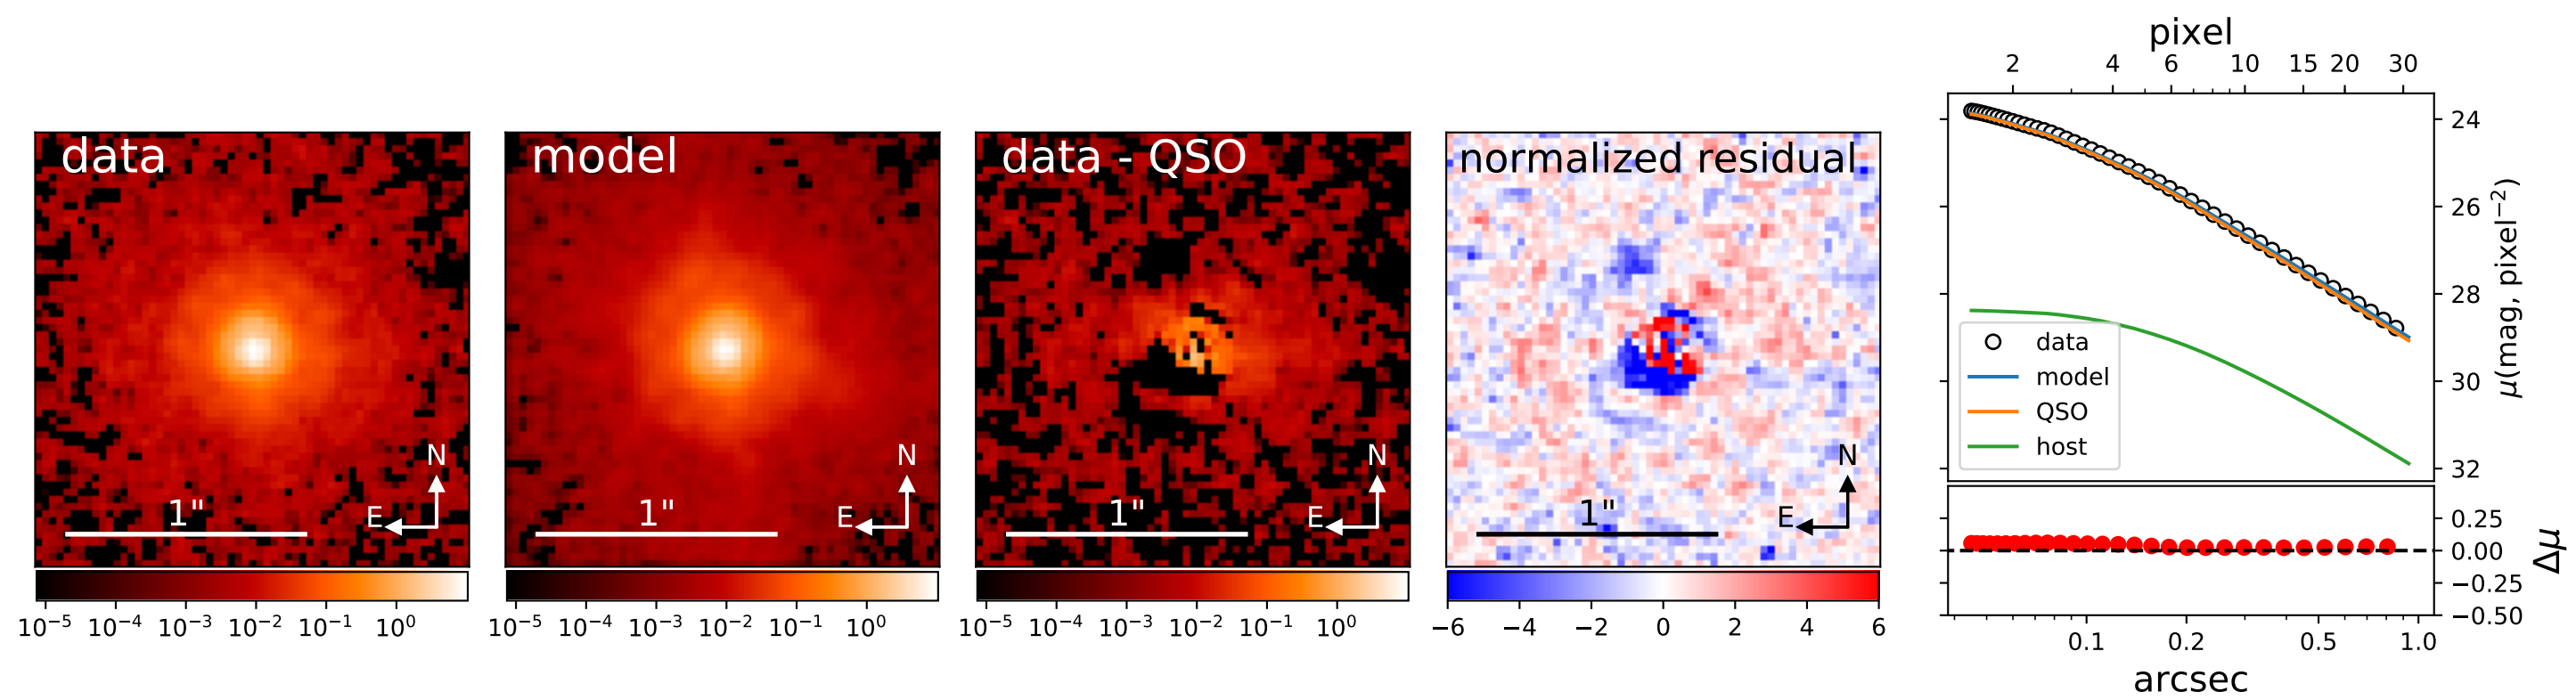 data
1"
N
E
10⁻⁵ 10⁻⁴ 10⁻³ 10⁻² 10⁻¹ 10⁰
model
1"
N
E
10⁻⁵ 10⁻⁴ 10⁻³ 10⁻² 10⁻¹ 10⁰
data - QSO
1"
N
E
10⁻⁵ 10⁻⁴ 10⁻³ 10⁻² 10⁻¹ 10⁰
normalized residual
1"
N
E
−6 −4 −2 0 2 4 6
pixel
2 4 6 10 15 20 30
24
26
28
30
32
μ(mag, pixel⁻²)
data
model
QSO
host
0.25
0.00
−0.25
−0.50
Δμ
0.1 0.2 0.5 1.0
arcsec